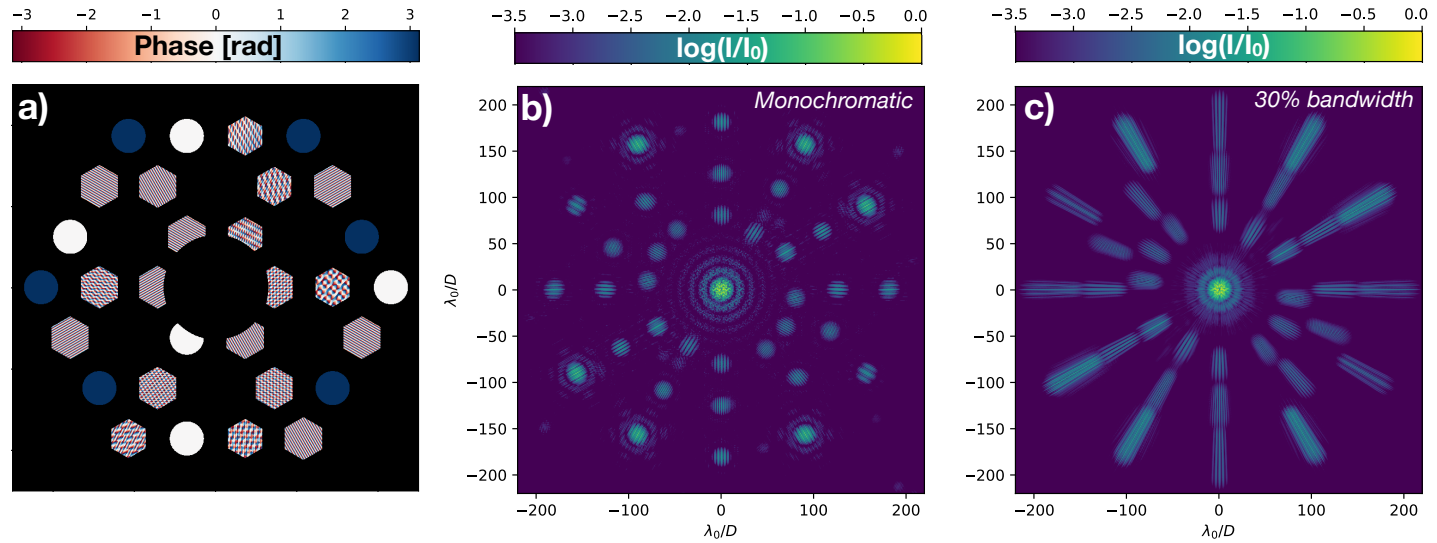 −3 −2 −1 0 1 2 3
Phase [rad]
a)
−3.5 −3.0 −2.5 −2.0 −1.5 −1.0 −0.5 0.0
log(I/I₀)
b)
Monochromatic
200
150
100
50
0
−50
−100
−150
−200
λ₀/D
−200 −100 0 100 200
λ₀/D
−3.5 −3.0 −2.5 −2.0 −1.5 −1.0 −0.5 0.0
log(I/I₀)
c)
30% bandwidth
200
150
100
50
0
−50
−100
−150
−200
−200 −100 0 100 200
λ₀/D